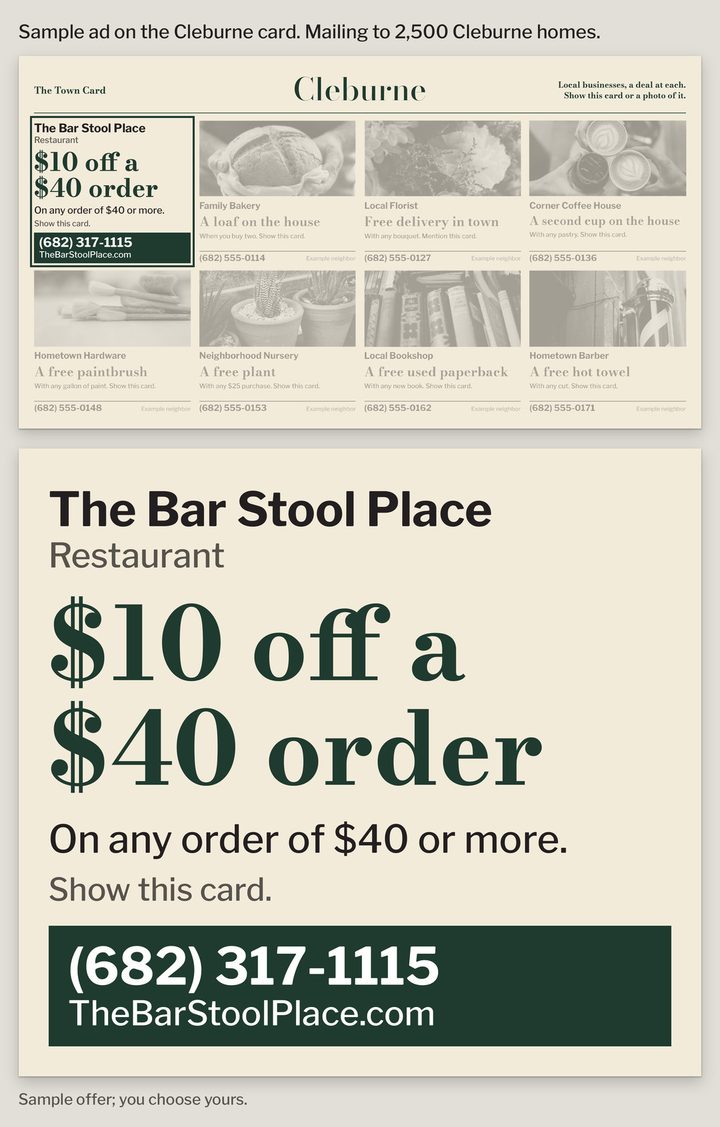 Sample ad on the Cleburne card. Mailing to 2,500 Cleburne homes.
The Town Card
Cleburne
Local businesses, a deal at each.
Show this card or a photo of it.
The Bar Stool Place
Restaurant
$10 off a
$40 order
On any order of $40 or more.
Show this card.
(682) 317-1115
TheBarStoolPlace.com
Family Bakery
A loaf on the house
When you buy two. Show this card.
(682) 555-0114
Example neighbor
Local Florist
Free delivery in town
With any bouquet. Mention this card.
(682) 555-0127
Example neighbor
Corner Coffee House
A second cup on the house
With any pastry. Show this card.
(682) 555-0136
Example neighbor
Hometown Hardware
A free paintbrush
With any gallon of paint. Show this card.
(682) 555-0148
Example neighbor
Neighborhood Nursery
A free plant
With any $25 purchase. Show this card.
(682) 555-0153
Example neighbor
Local Bookshop
A free used paperback
With any new book. Show this card.
(682) 555-0162
Example neighbor
Hometown Barber
A free hot towel
With any cut. Show this card.
(682) 555-0171
Example neighbor
The Bar Stool Place
Restaurant
$10 off a
$40 order
On any order of $40 or more.
Show this card.
(682) 317-1115
TheBarStoolPlace.com
Sample offer; you choose yours.